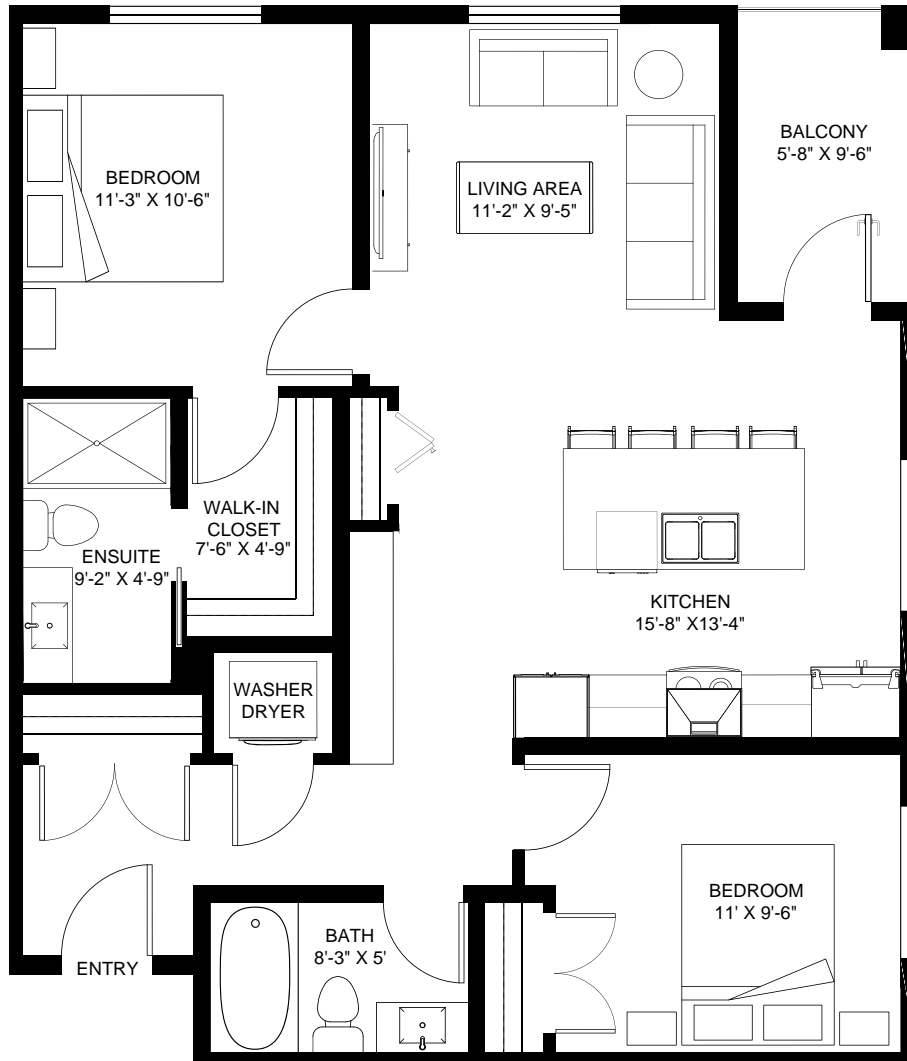 BALCONY
5'-8" X 9'-6"
BEDROOM
11'-3" X 10'-6"
LIVING AREA
11'-2" X 9'-5"
WALK-IN
CLOSET
7'-6" X 4'-9"
ENSUITE
9'-2" X 4'-9"
KITCHEN
15'-8" X13'-4"
WASHER
DRYER
BEDROOM
11' X 9'-6"
BATH
8'-3" X 5'
ENTRY